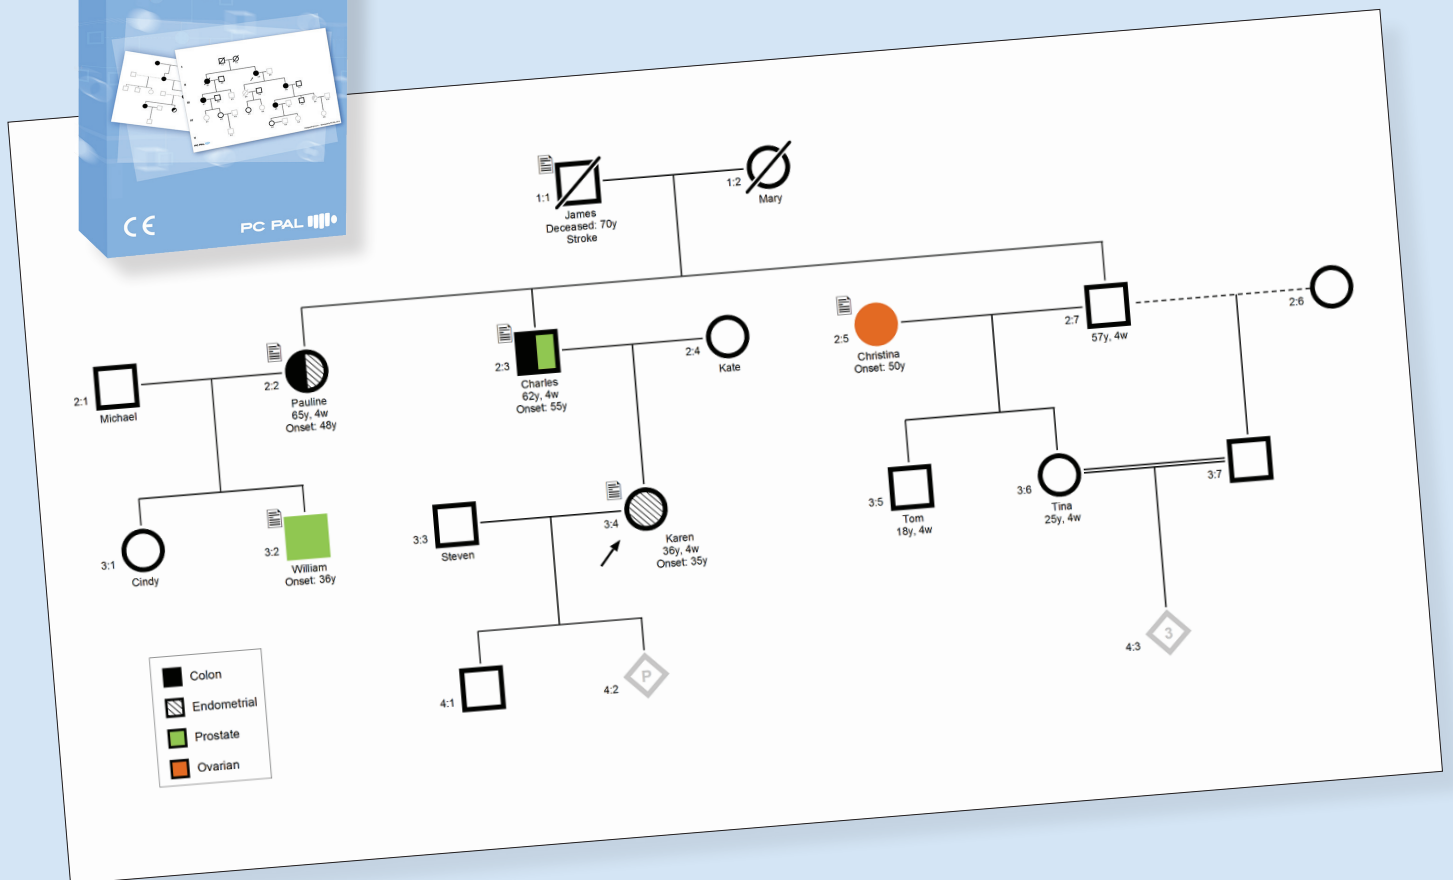 CE
PC PAL
1:1
James
Deceased: 70y
Stroke
1:2
Mary
2:1
Michael
2:2
Pauline
65y, 4w
Onset: 48y
2:3
Charles
62y, 4w
Onset: 55y
2:4
Kate
2:5
Christina
Onset: 50y
2:7
57y, 4w
2:6
3:1
Cindy
3:2
William
Onset: 36y
3:3
Steven
3:4
Karen
36y, 4w
Onset: 35y
3:5
Tom
18y, 4w
3:6
Tina
25y, 4w
3:7
4:1
4:2
P
4:3
3
Colon
Endometrial
Prostate
Ovarian